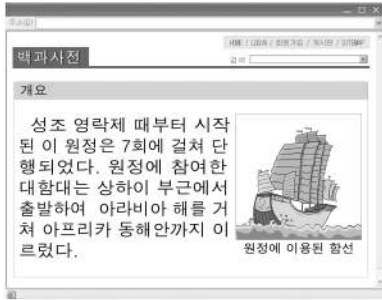 주소(D)
HOME / LOGIN / 회원가입 / 게시판 / SITEMAP
백과사전
검색
개요
성조 영락제 때부터 시작
된 이 원정은 7회에 걸쳐 단
행되었다. 원정에 참여한
대함대는 상하이 부근에서
출발하여 아라비아 해를 거
쳐 아프리카 동해안까지 이
르렀다.
원정에 이용된 함선